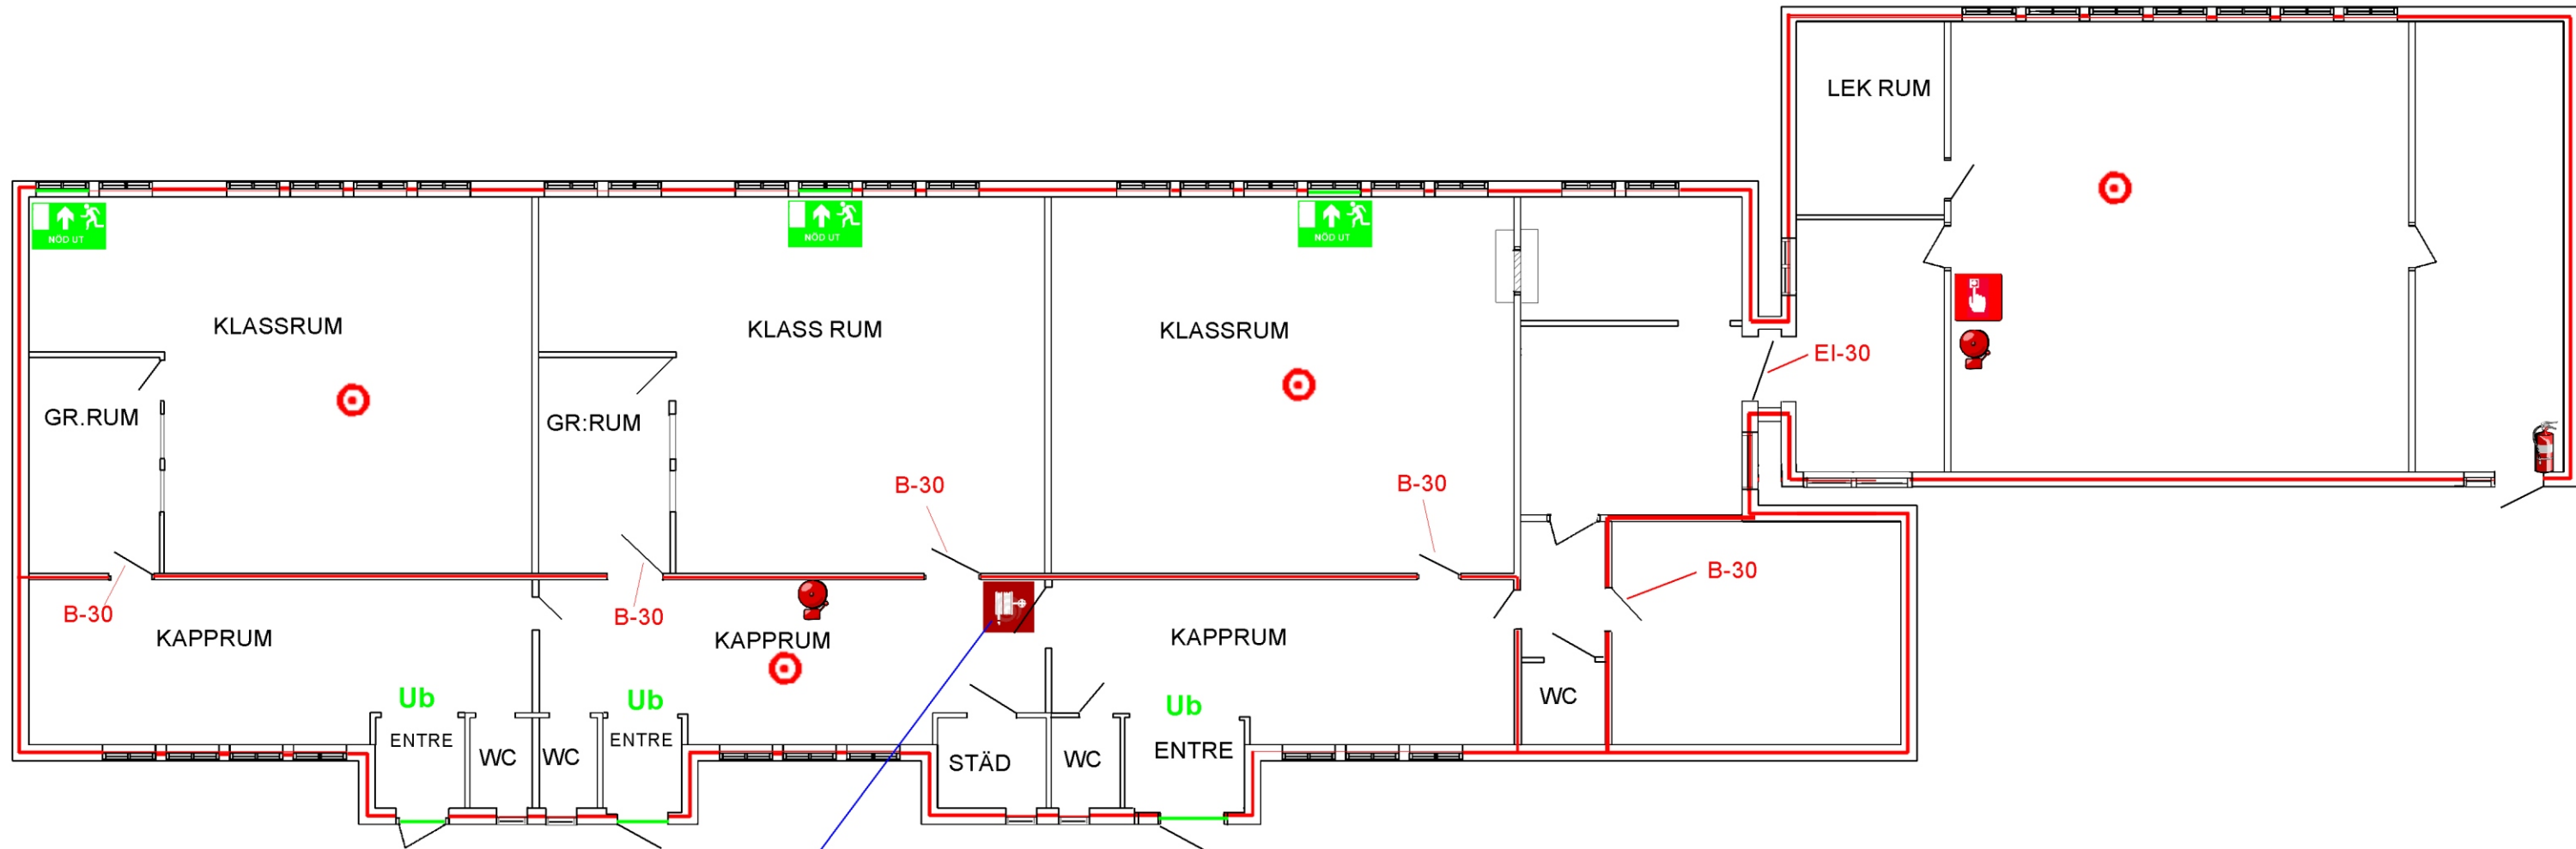 LEK RUM
NÖD UT
NÖD UT
NÖD UT
KLASSRUM
KLASS RUM
KLASSRUM
EI-30
GR.RUM
GR:RUM
B-30
B-30
B-30
B-30
B-30
KAPPRUM
KAPPRUM
KAPPRUM
Ub
Ub
Ub
WC
ENTRE
ENTRE
ENTRE
WC
WC
STÄD
WC